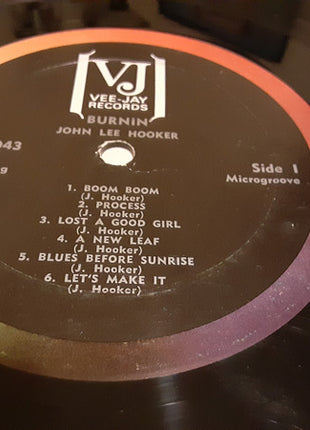 VJ
VEE-JAY
RECORDS
BURNIN
JOHN LEE HOOKER
043
Side 1
g
Microgroove
1. BOOM BOOM
(J. Hooker)
2. PROCESS
(J. Hooker)
3. LOST A GOOD GIRL
(J. Hooker)
4. A NEW LEAF
(J. Hooker)
5. BLUES BEFORE SUNRISE
(J. Hooker)
6. LET'S MAKE IT
(J. Hooker)